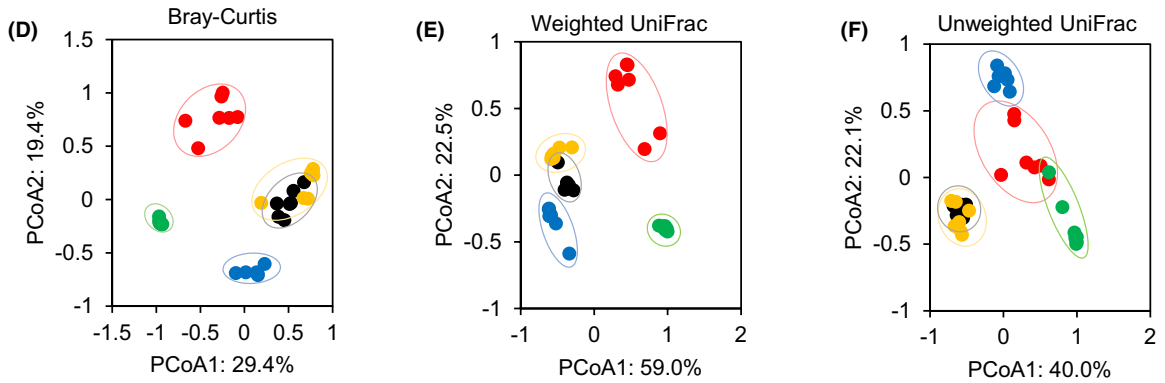 (D) Bray-Curtis
1.5
1
0.5
0
-0.5
-1
-1.5 -1 -0.5 0 0.5 1
PCoA2: 19.4%
PCoA1: 29.4%
(E) Weighted UniFrac
1
0.5
0
-0.5
-1
-1 0 1 2
PCoA2: 22.5%
PCoA1: 59.0%
(F) Unweighted UniFrac
1
0.5
0
-0.5
-1
-1 0 1 2
PCoA2: 22.1%
PCoA1: 40.0%